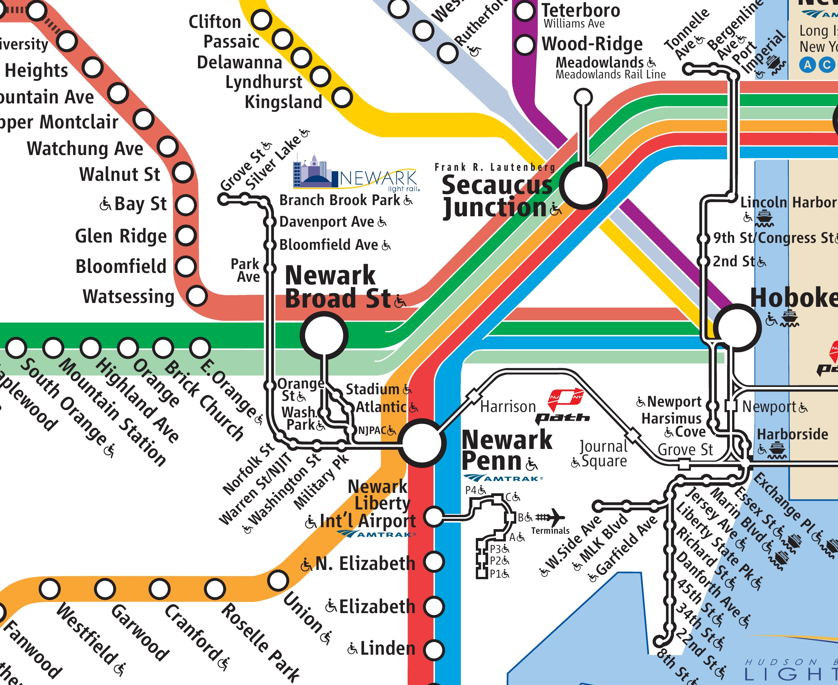 iversity
Heights
ountain Ave
pper Montclair
Watchung Ave
Walnut St
Bay St
Glen Ridge
Bloomfield
Watsessing
Clifton
Passaic
Delawanna
Lyndhurst
Kingsland
Wes
Rutherfor
Teterboro
Williams Ave
Wood-Ridge
Meadowlands
Meadowlands Rail Line
Tonnelle
Ave
Bergenline
Ave
Port
Imperial
New
AM
Long Is
New Yo
A C
Grove St
Silver Lake
NEWARK
light rail
Branch Brook Park
Davenport Ave
Bloomfield Ave
Park
Ave
Frank R. Lautenberg
Secaucus
Junction
Lincoln Harbor
9th St/Congress St
2nd St
Newark
Broad St
Hoboke
pa
aplewood
South Orange
Mountain Station
Highland Ave
Orange
Brick Church
E. Orange
Orange
St
Wash.
Park
Stadium
Atlantic
NJPAC
Norfolk St
Warren St/NJIT
Washington St
Military Pk
Harrison
path
Newark
Penn
AMTRAK
Journal
Square
Newport
Harsimus
Cove
Grove St
Newport
Harborside
Exchange Pl
Essex St
Marin Blvd
Jersey Ave
Liberty State Pk
Richard St
Danforth Ave
45th St
34th St
22nd St
8th St
W.Side Ave
MLK Blvd
Garfield Ave
Newark
Liberty
Int'l Airport
AMTRAK
P4
C
B
A
P3
P2
P1
Terminals
N. Elizabeth
Elizabeth
Linden
Union
Roselle Park
Cranford
Garwood
Westfield
Fanwood
ther
HUDSON B
LIGHT